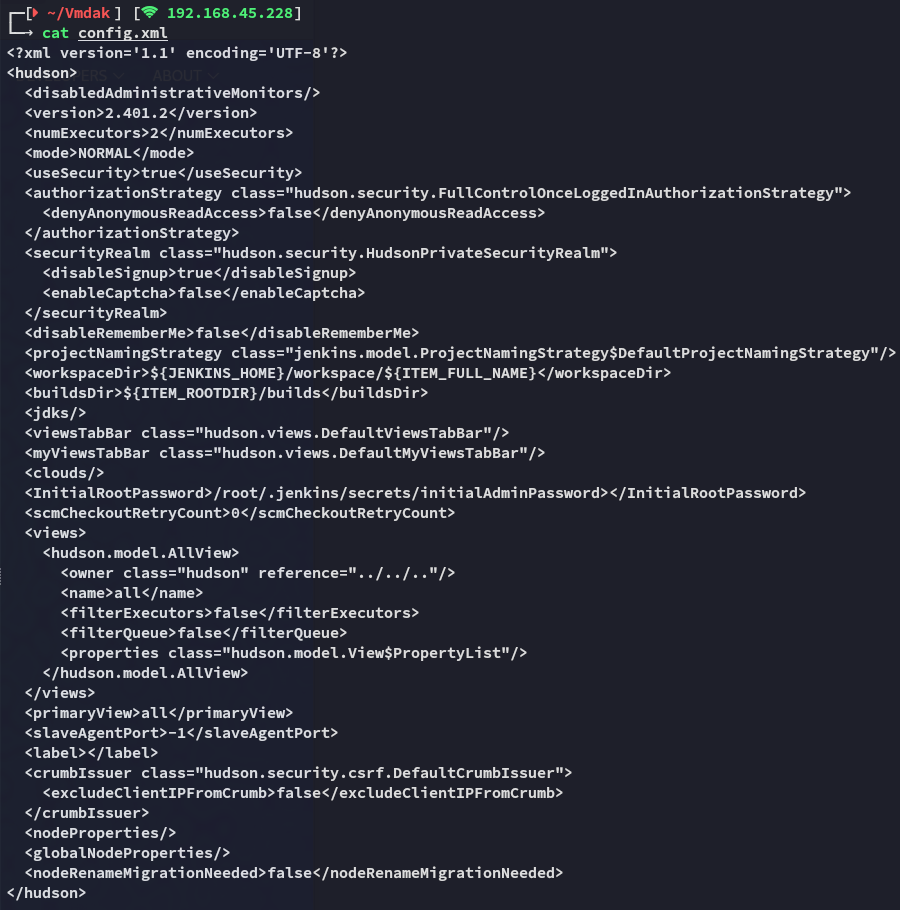 ~/Vmdak ] [ 192.168.45.228]
cat config.xml
<?xml version='1.1' encoding='UTF-8'?>
<hudson>
  <disabledAdministrativeMonitors/>
  <version>2.401.2</version>
  <numExecutors>2</numExecutors>
  <mode>NORMAL</mode>
  <useSecurity>true</useSecurity>
  <authorizationStrategy class="hudson.security.FullControlOnceLoggedInAuthorizationStrategy">
    <denyAnonymousReadAccess>false</denyAnonymousReadAccess>
  </authorizationStrategy>
  <securityRealm class="hudson.security.HudsonPrivateSecurityRealm">
    <disableSignup>true</disableSignup>
    <enableCaptcha>false</enableCaptcha>
  </securityRealm>
  <disableRememberMe>false</disableRememberMe>
  <projectNamingStrategy class="jenkins.model.ProjectNamingStrategy$DefaultProjectNamingStrategy"/>
  <workspaceDir>${JENKINS_HOME}/workspace/${ITEM_FULL_NAME}</workspaceDir>
  <buildsDir>${ITEM_ROOTDIR}/builds</buildsDir>
  <jdks/>
  <viewsTabBar class="hudson.views.DefaultViewsTabBar"/>
  <myViewsTabBar class="hudson.views.DefaultMyViewsTabBar"/>
  <clouds/>
  <InitialRootPassword>/root/.jenkins/secrets/initialAdminPassword></InitialRootPassword>
  <scmCheckoutRetryCount>0</scmCheckoutRetryCount>
  <views>
    <hudson.model.AllView>
      <owner class="hudson" reference="../../.."/>
      <name>all</name>
      <filterExecutors>false</filterExecutors>
      <filterQueue>false</filterQueue>
      <properties class="hudson.model.View$PropertyList"/>
    </hudson.model.AllView>
  </views>
  <primaryView>all</primaryView>
  <slaveAgentPort>-1</slaveAgentPort>
  <label></label>
  <crumbIssuer class="hudson.security.csrf.DefaultCrumbIssuer">
    <excludeClientIPFromCrumb>false</excludeClientIPFromCrumb>
  </crumbIssuer>
  <nodeProperties/>
  <globalNodeProperties/>
  <nodeRenameMigrationNeeded>false</nodeRenameMigrationNeeded>
</hudson>